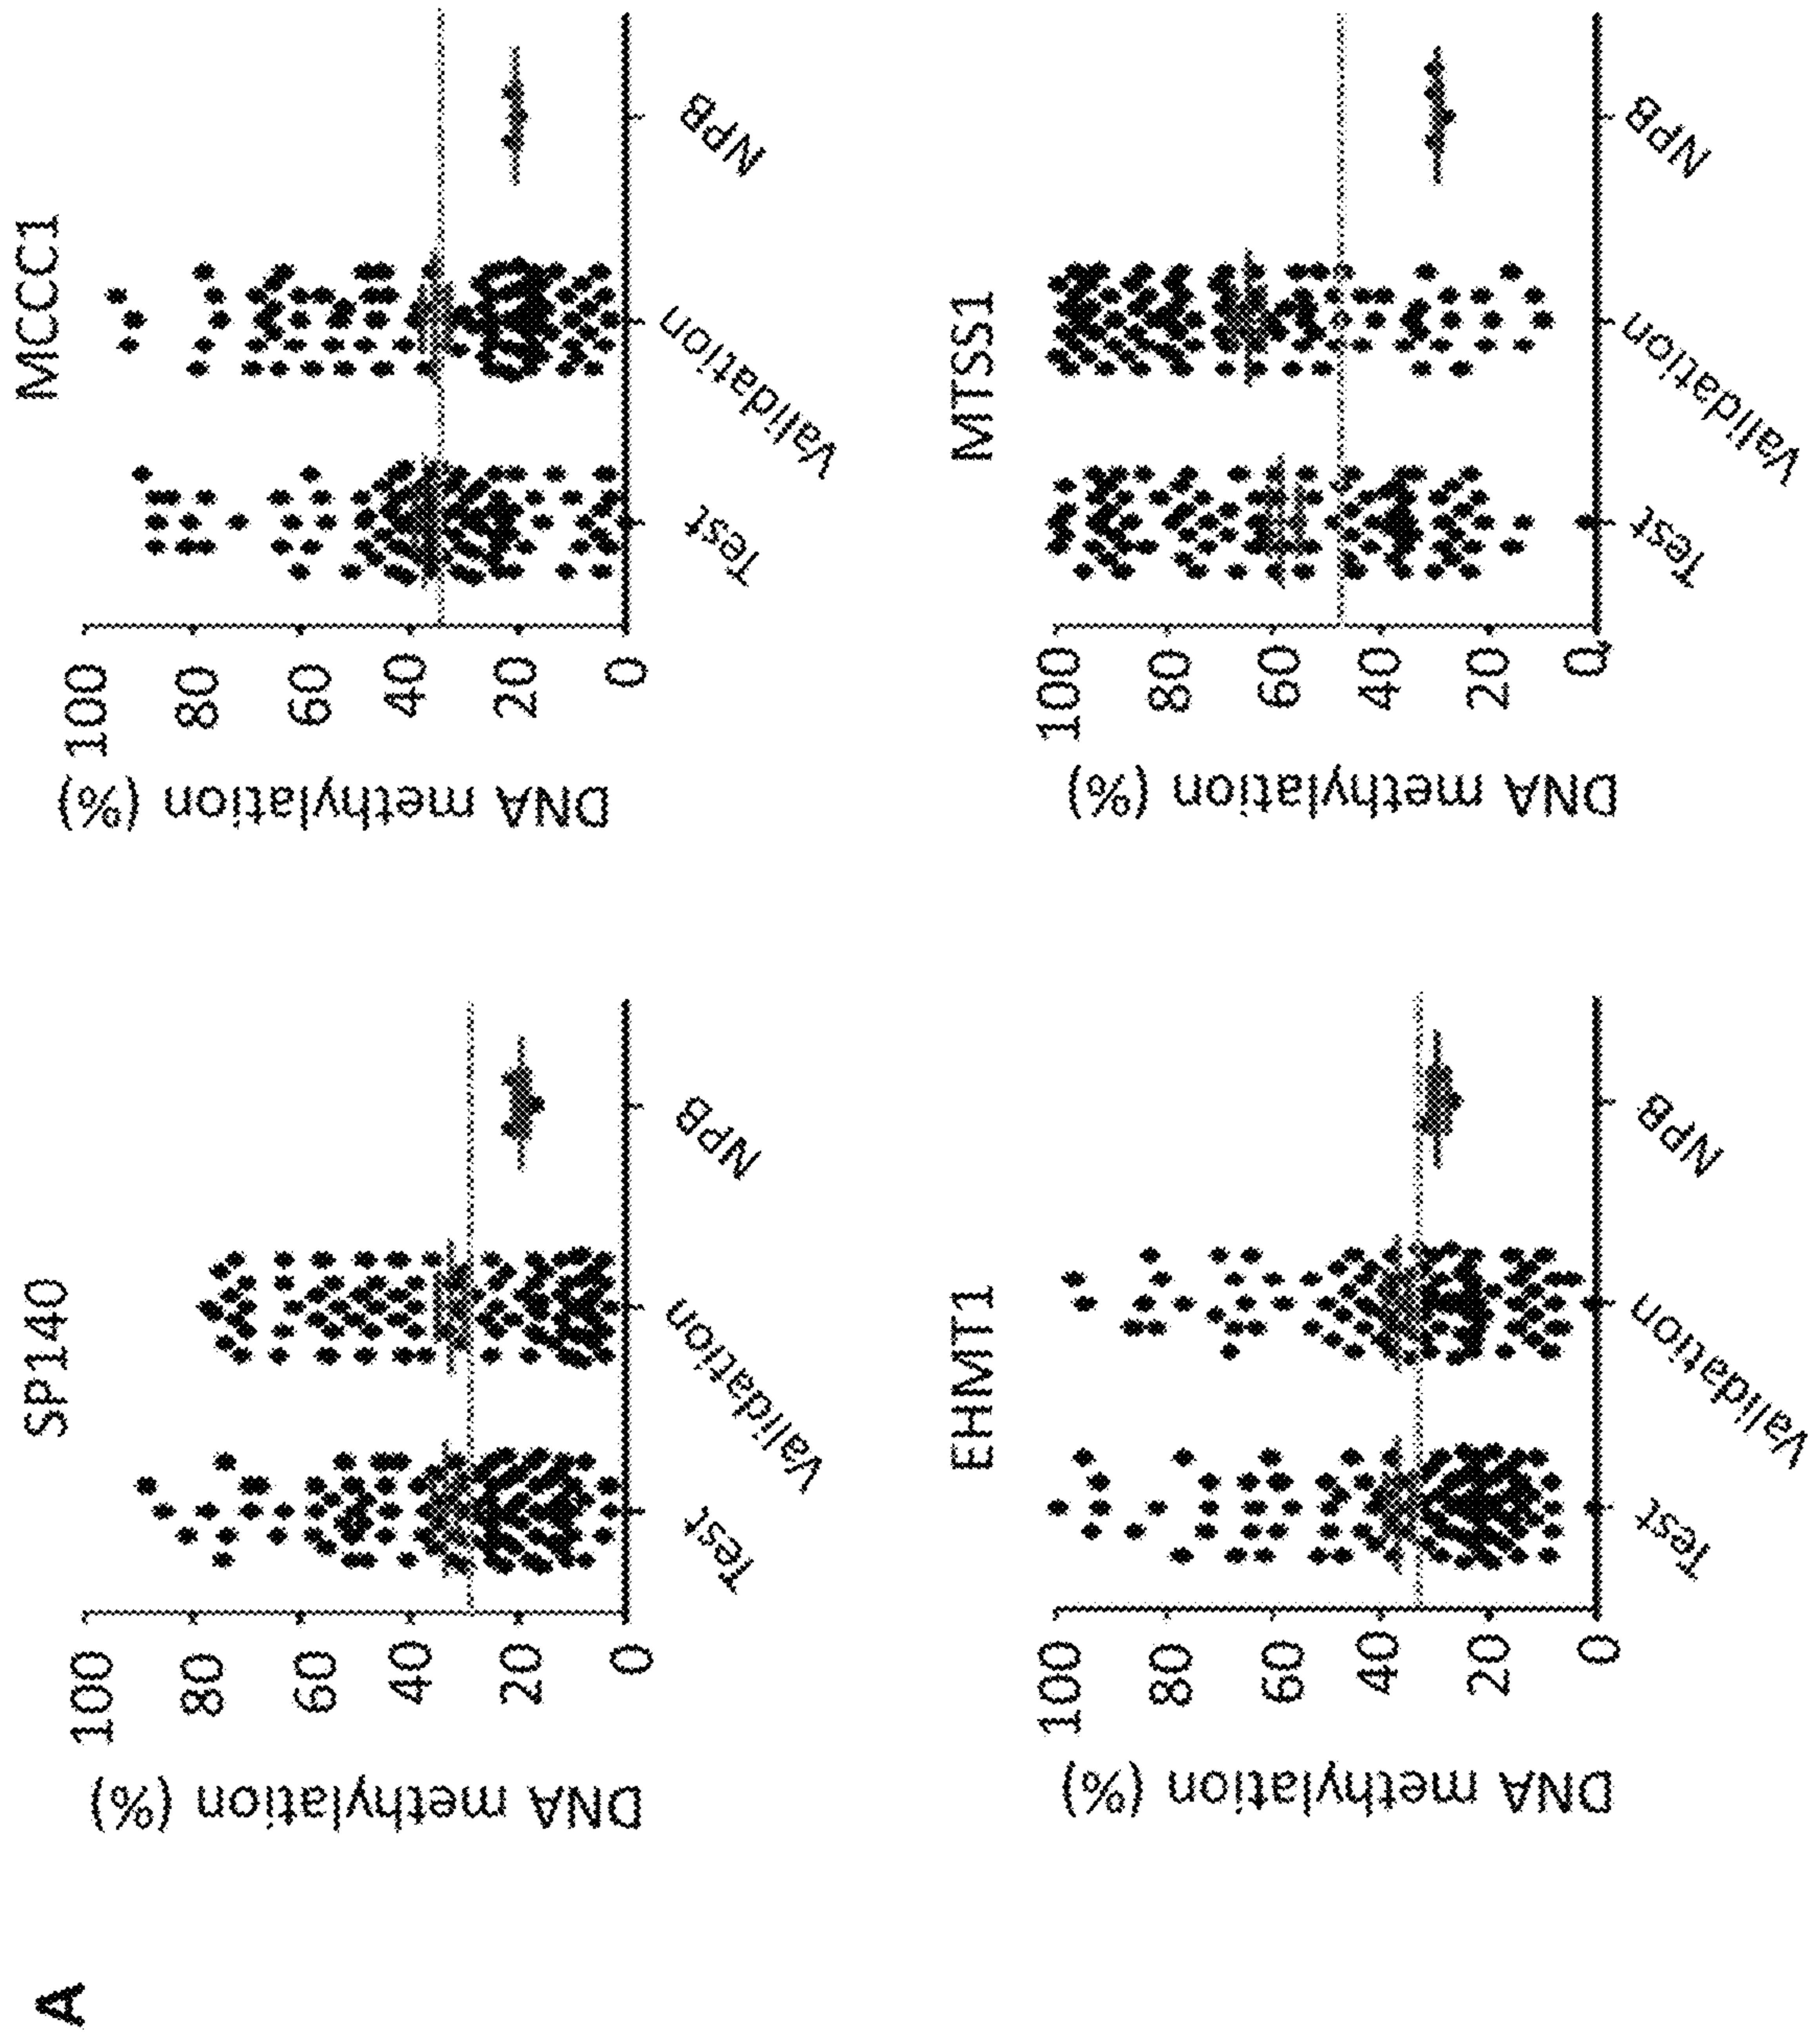 A
SP140
DNA methylation (%)
100
80
60
40
20
0
Test
Validation
NPB
MCCC1
DNA methylation (%)
100
80
60
40
20
0
Test
Validation
NPB
EHMT1
DNA methylation (%)
100
80
60
40
20
0
Test
Validation
NPB
MTSS1
DNA methylation (%)
100
80
60
40
20
0
Test
Validation
NPB